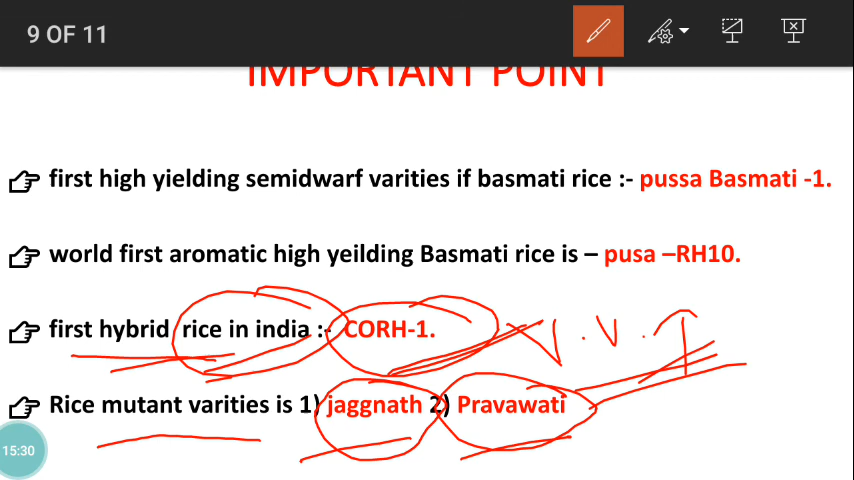 9 OF 11
IMPORTANT POINT
first high yielding semidwarf varities if basmati rice :- pussa Basmati -1.
world first aromatic high yeilding Basmati rice is – pusa –RH10.
first hybrid rice in india :- CORH-1.
V.V.I
Rice mutant varities is 1) jaggnath 2) Pravawati
15:30